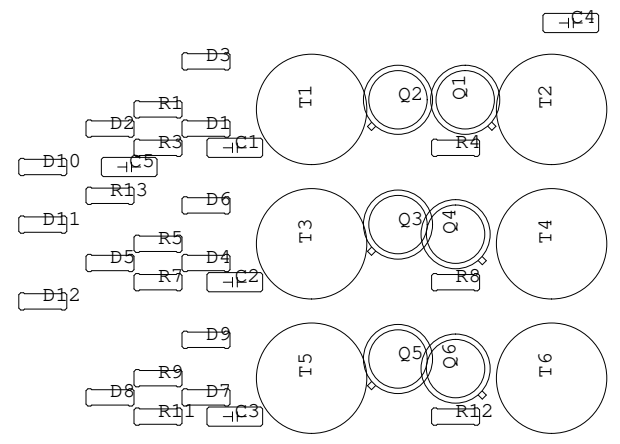 C4
D3
T1
Q2
Q1
T2
R1
D2
D1
R3
C1
R4
D10
C5
R13
D6
D11
T3
Q3
Q4
T4
R5
D5
D4
R7
C2
R8
D12
D9
T5
Q5
Q6
T6
R9
D8
D7
R11
C3
R12